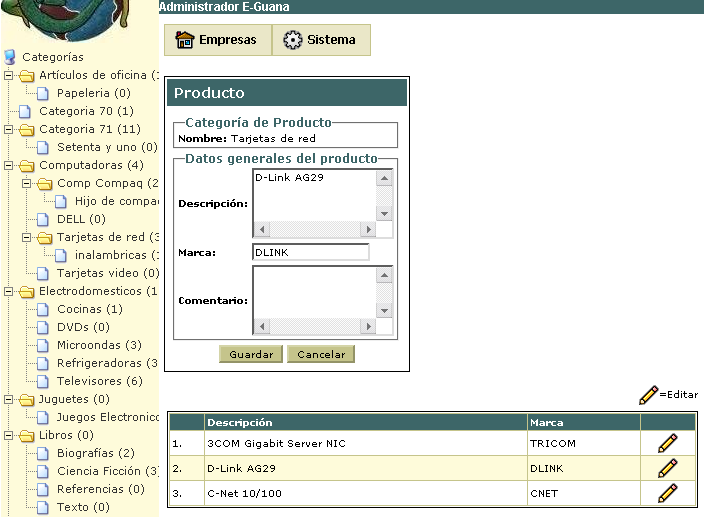 Administrador E-Guana
Empresas
Sistema
Categorías
Artículos de oficina (
Papeleria (0)
Categoria 70 (1)
Categoria 71 (11)
Setenta y uno (0)
Computadoras (4)
Comp Compaq (2
Hijo de compa
DELL (0)
Tarjetas de red (3
inalambricas (
Tarjetas video (0)
Electrodomesticos (1
Cocinas (1)
DVDs (0)
Microondas (3)
Refrigeradoras (3
Televisores (6)
Juguetes (0)
Juegos Electronico
Libros (0)
Biografías (2)
Ciencia Ficción (3)
Referencias (0)
Texto (0)
Producto
Categoría de Producto
Nombre: Tarjetas de red
Datos generales del producto
Descripción: D-Link AG29
Marca: DLINK
Comentario:
Guardar Cancelar
=Editar
Descripción Marca
1. 3COM Gigabit Server NIC TRICOM
2. D-Link AG29 DLINK
3. C-Net 10/100 CNET